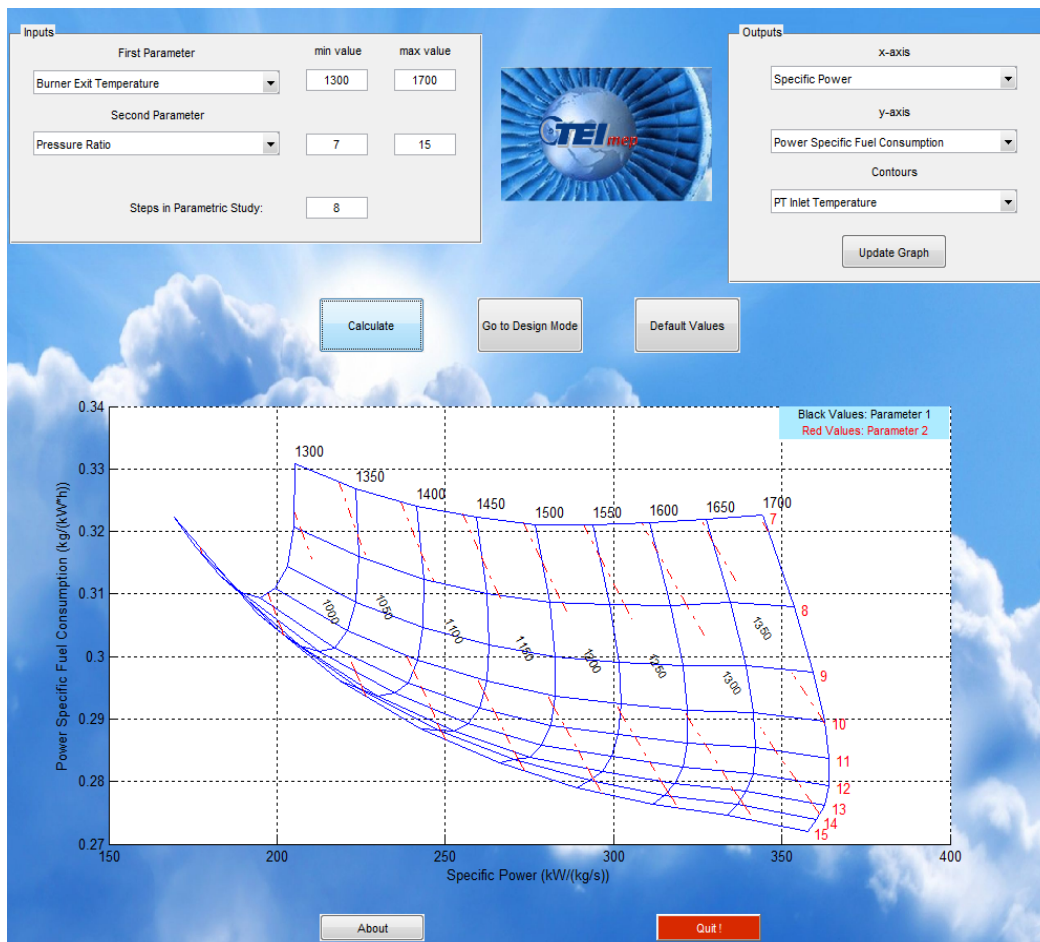 Inputs
First Parameter
min value
max value
Burner Exit Temperature
1300
1700
Second Parameter
Pressure Ratio
7
15
Steps in Parametric Study:
8
TEI mep
Outputs
x-axis
Specific Power
y-axis
Power Specific Fuel Consumption
Contours
PT Inlet Temperature
Update Graph
Calculate
Go to Design Mode
Default Values
Black Values: Parameter 1
Red Values: Parameter 2
0.34
0.33
0.32
0.31
0.3
0.29
0.28
0.27
Power Specific Fuel Consumption (kg/(kW*h))
1300
1350
1400
1450
1500
1550
1600
1650
1700
7
8
9
10
11
12
13
14
15
1000
1050
1100
1150
1200
1250
1300
1350
150
200
250
300
350
400
Specific Power (kW/(kg/s))
About
Quit !